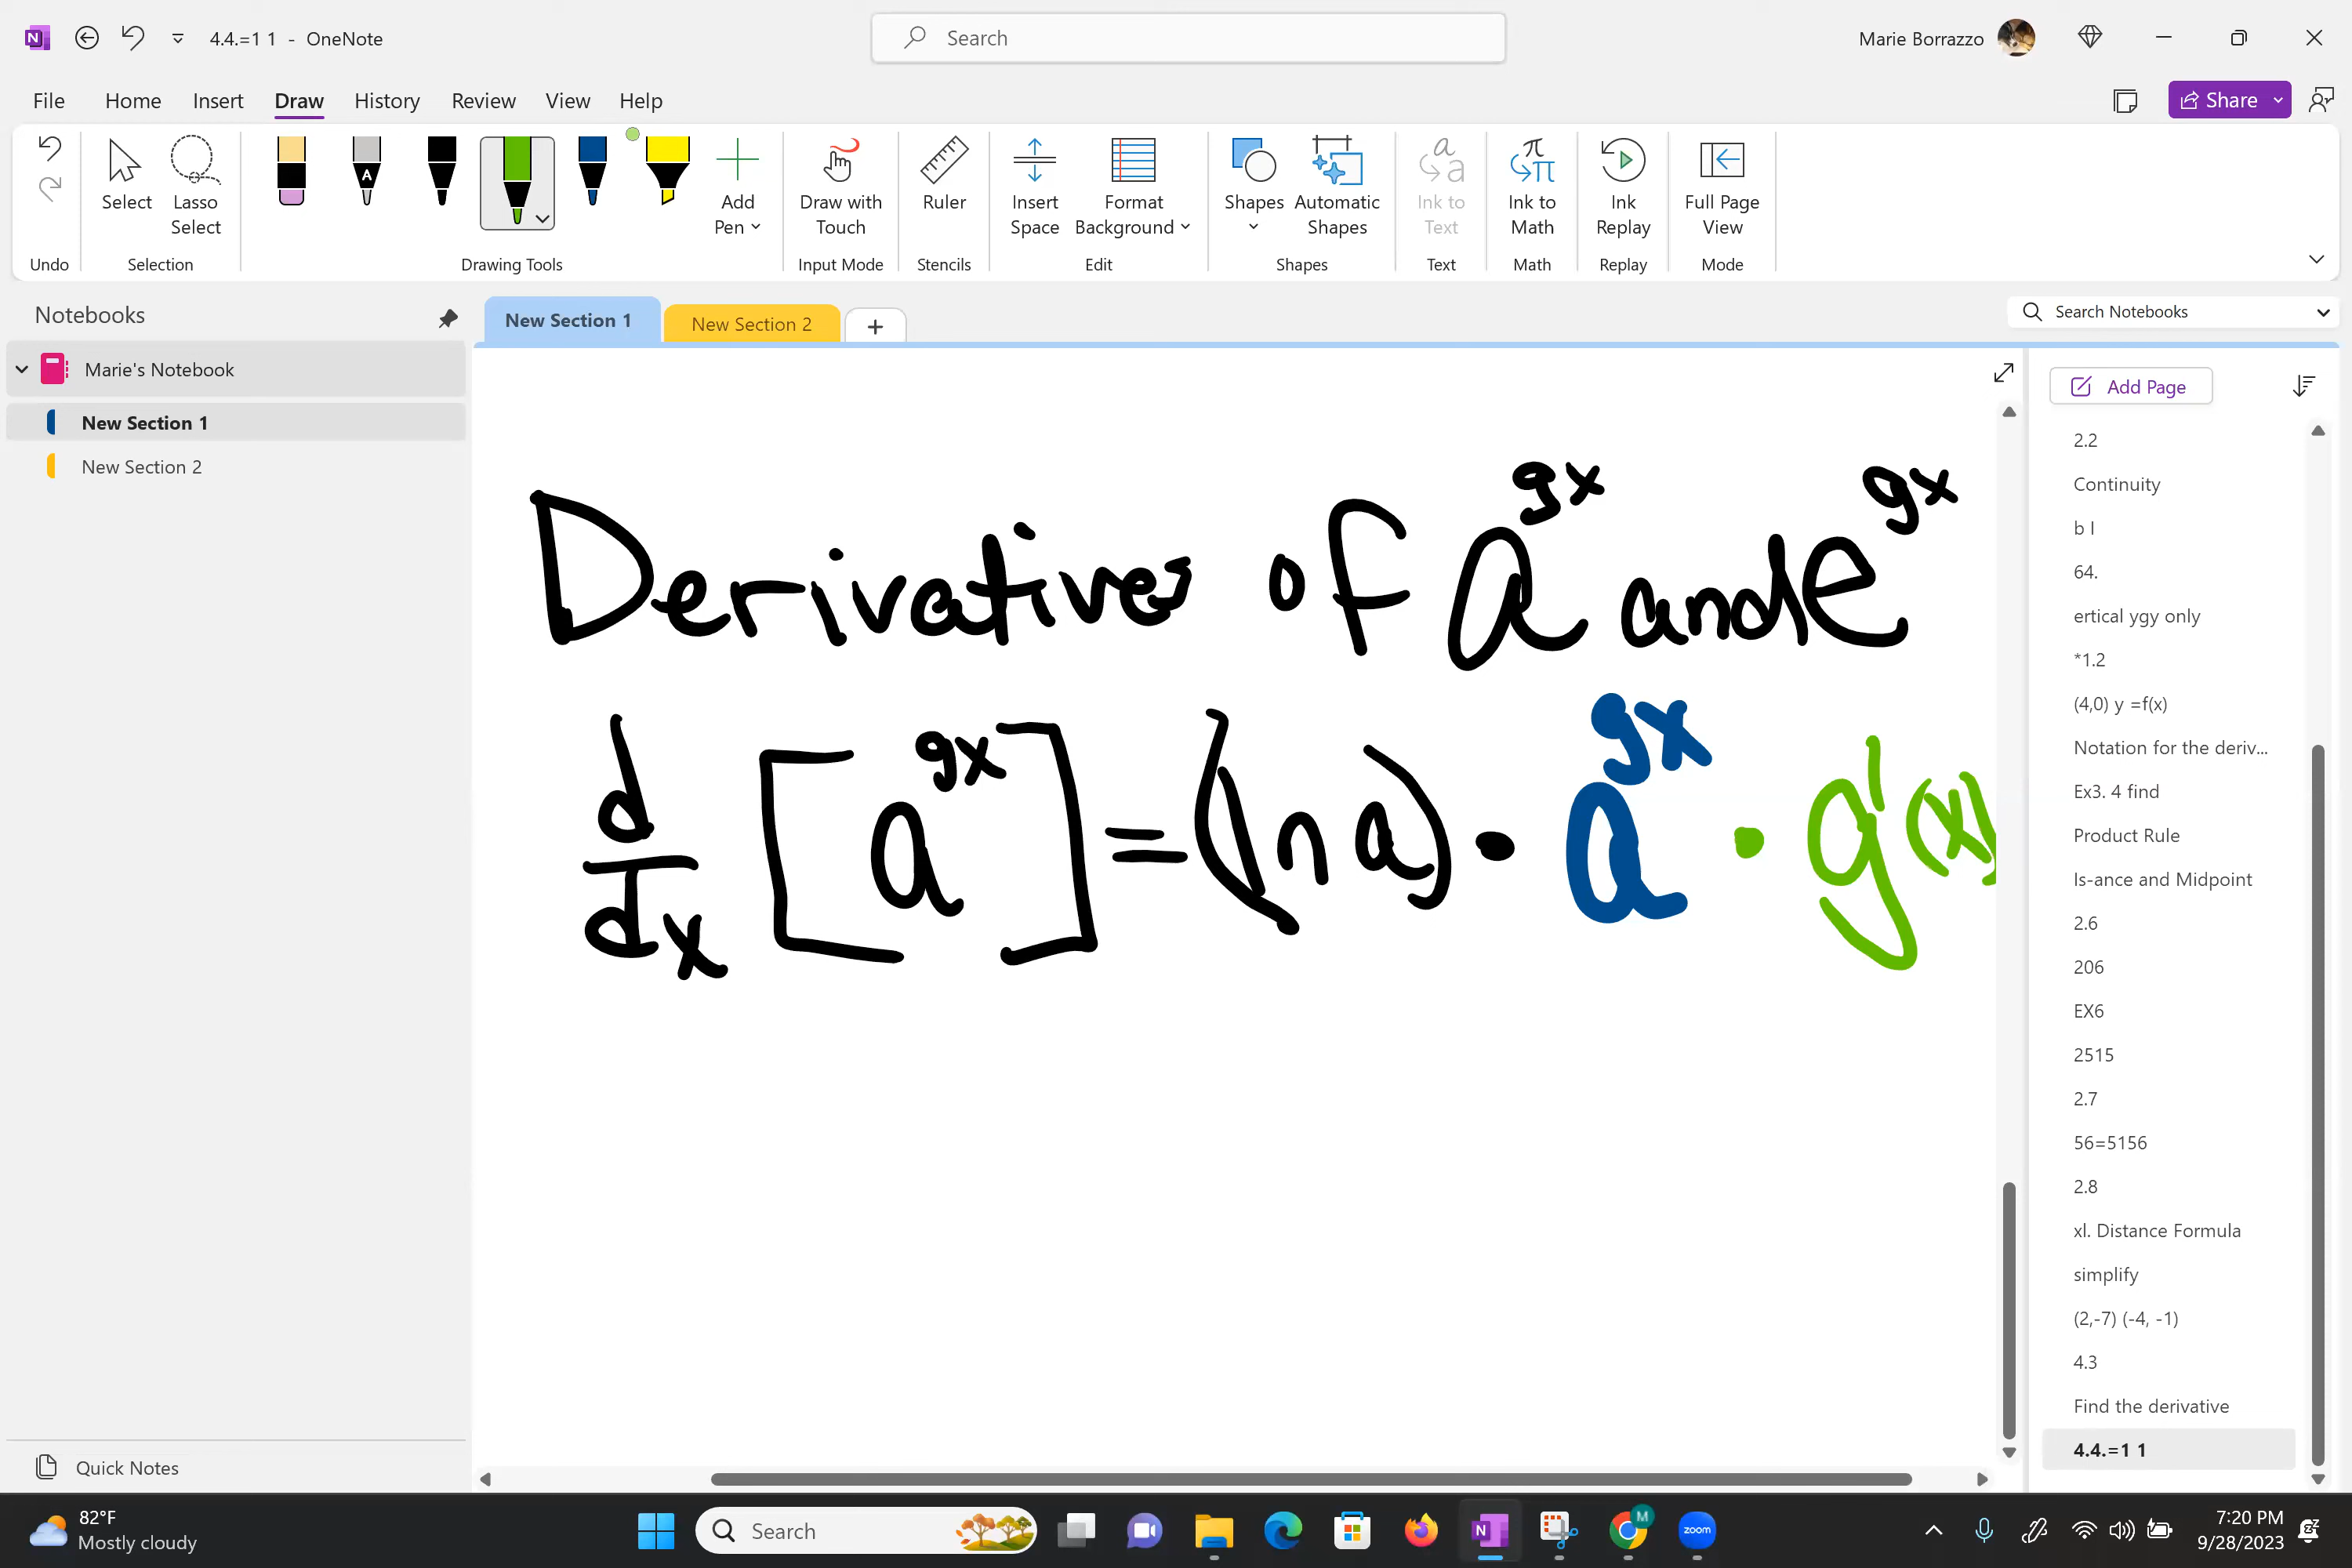 4.4.=1 1 - OneNote
Search
Marie Borrazzo
File Home Insert Draw History Review View Help
Share
Select
Lasso Select
A
Add Pen
Draw with Touch
Ruler
Insert Space
Format Background
Shapes
Automatic Shapes
Ink to Text
Ink to Math
Ink Replay
Full Page View
Undo Selection Drawing Tools Input Mode Stencils Edit Shapes Text Math Replay Mode
Notebooks
New Section 1
New Section 2
+
Search Notebooks
Marie's Notebook
New Section 1
New Section 2
Quick Notes
Derivatives of a^gx and e^gx
d/dx [a^gx] = (ln a) • a^gx • g'(x)
Add Page
2.2
Continuity
b I
64.
ertical ygy only
*1.2
(4,0) y =f(x)
Notation for the deriv...
Ex3. 4 find
Product Rule
Is-ance and Midpoint
2.6
206
EX6
2515
2.7
56=5156
2.8
xl. Distance Formula
simplify
(2,-7) (-4, -1)
4.3
Find the derivative
4.4.=1 1
82°F
Mostly cloudy
Search
zoom
M
7:20 PM
9/28/2023